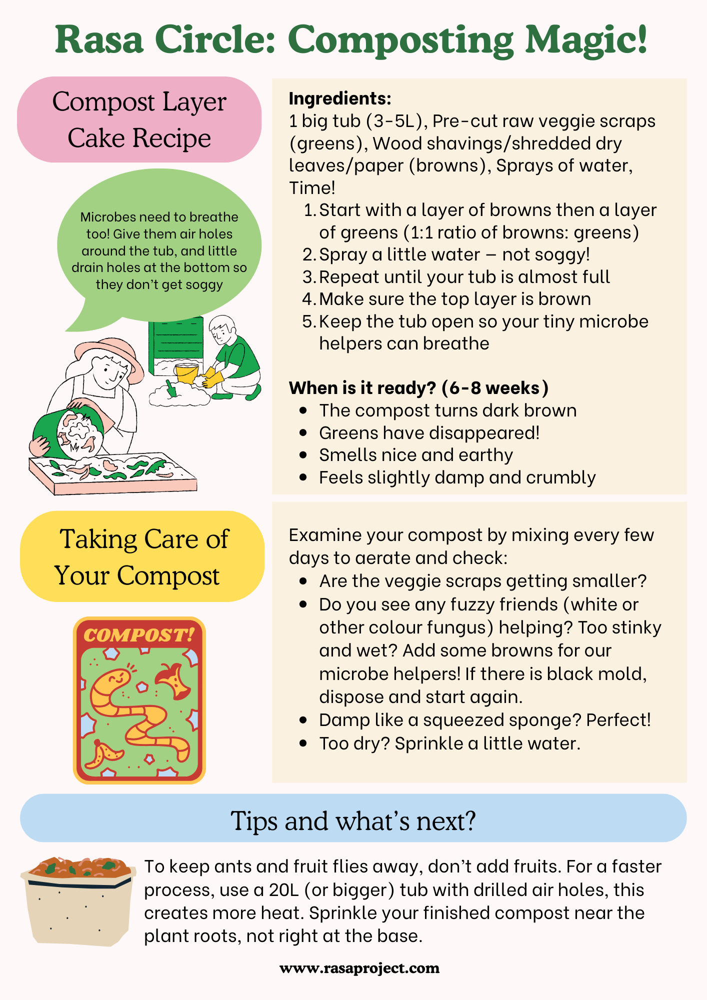 Rasa Circle: Composting Magic!
Compost Layer
Cake Recipe
Microbes need to breathe
too! Give them air holes
around the tub, and little
drain holes at the bottom so
they don't get soggy
Ingredients:
1 big tub (3-5L), Pre-cut raw veggie scraps
(greens), Wood shavings/shredded dry
leaves/paper (browns), Sprays of water,
Time!
1. Start with a layer of browns then a layer
of greens (1:1 ratio of browns: greens)
2. Spray a little water – not soggy!
3. Repeat until your tub is almost full
4. Make sure the top layer is brown
5. Keep the tub open so your tiny microbe
helpers can breathe
When is it ready? (6-8 weeks)
• The compost turns dark brown
• Greens have disappeared!
• Smells nice and earthy
• Feels slightly damp and crumbly
Taking Care of
Your Compost
COMPOST!
Examine your compost by mixing every few
days to aerate and check:
• Are the veggie scraps getting smaller?
• Do you see any fuzzy friends (white or
other colour fungus) helping? Too stinky
and wet? Add some browns for our
microbe helpers! If there is black mold,
dispose and start again.
• Damp like a squeezed sponge? Perfect!
• Too dry? Sprinkle a little water.
Tips and what's next?
To keep ants and fruit flies away, don't add fruits. For a faster
process, use a 20L (or bigger) tub with drilled air holes, this
creates more heat. Sprinkle your finished compost near the
plant roots, not right at the base.
www.rasaproject.com